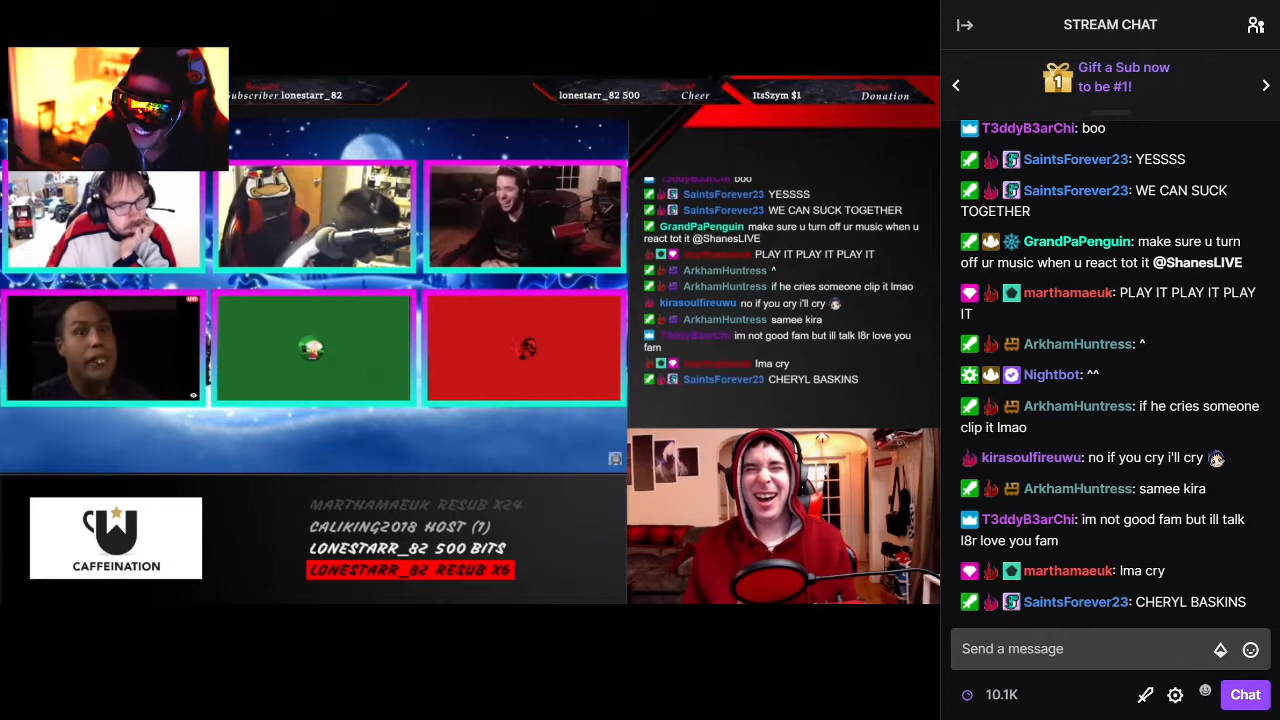 Subscriber lonestarr_82
lonestarr_82 500 Cheer
ItsSzym $1 Donation
boo
SaintsForever23 YESSSS
SaintsForever23 WE CAN SUCK TOGETHER
GrandPaPenguin make sure u turn off ur music when u
react tot it @ShanesLIVE
marthamaeuk PLAY IT PLAY IT PLAY IT
ArkhamHuntress ^
ArkhamHuntress if he cries someone clip it lmao
kirasoulfireuwu no if you cry i'll cry
ArkhamHuntress samee kira
T3ddyB3arChi im not good fam but ill talk l8r love you
fam
marthamaeuk Ima cry
SaintsForever23 CHERYL BASKINS
LIVE
CAFFEINATION
MARTHAMAEUK RESUB X24
CALIKING2018 HOST (1)
LONESTARR_82 500 BITS
LONESTARR_82 RESUB X6
STREAM CHAT
1
Gift a Sub now
to be #1!
T3ddyB3arChi: boo
SaintsForever23: YESSSS
SaintsForever23: WE CAN SUCK
TOGETHER
GrandPaPenguin: make sure u turn
off ur music when u react tot it @ShanesLIVE
marthamaeuk: PLAY IT PLAY IT PLAY
IT
ArkhamHuntress: ^
Nightbot: ^^
ArkhamHuntress: if he cries someone
clip it lmao
kirasoulfireuwu: no if you cry i'll cry
ArkhamHuntress: samee kira
T3ddyB3arChi: im not good fam but ill talk
l8r love you fam
marthamaeuk: Ima cry
SaintsForever23: CHERYL BASKINS
Send a message
10.1K
Chat